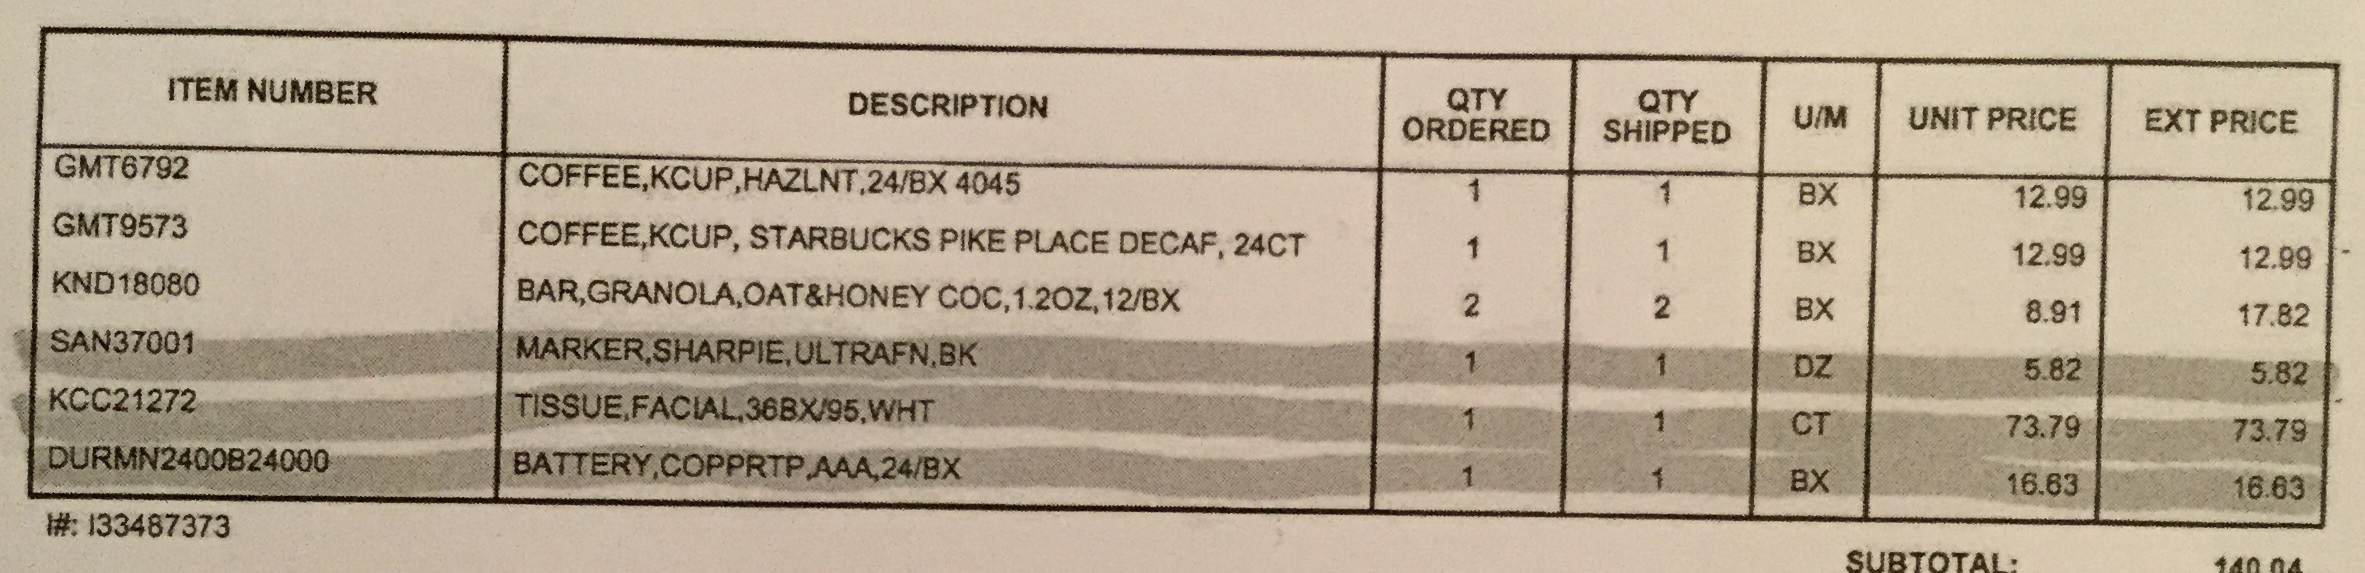 ITEM NUMBER DESCRIPTION QTY ORDERED QTY SHIPPED U/M UNIT PRICE EXT PRICE
GMT6792 COFFEE,KCUP,HAZLNT,24/BX 4045 1 1 BX 12.99 12.99
GMT9573 COFFEE,KCUP, STARBUCKS PIKE PLACE DECAF, 24CT 1 1 BX 12.99 12.99
KND18080 BAR,GRANOLA,OAT&HONEY COC,1.2OZ,12/BX 2 2 BX 8.91 17.82
SAN37001 MARKER,SHARPIE,ULTRAFN,BK 1 1 DZ 5.82 5.82
KCC21272 TISSUE,FACIAL,36BX/95,WHT 1 1 CT 73.79 73.79
DURMN2400B24000 BATTERY,COPPRTP,AAA,24/BX 1 1 BX 16.63 16.63
I#: I33487373
SUBTOTAL: 140.04